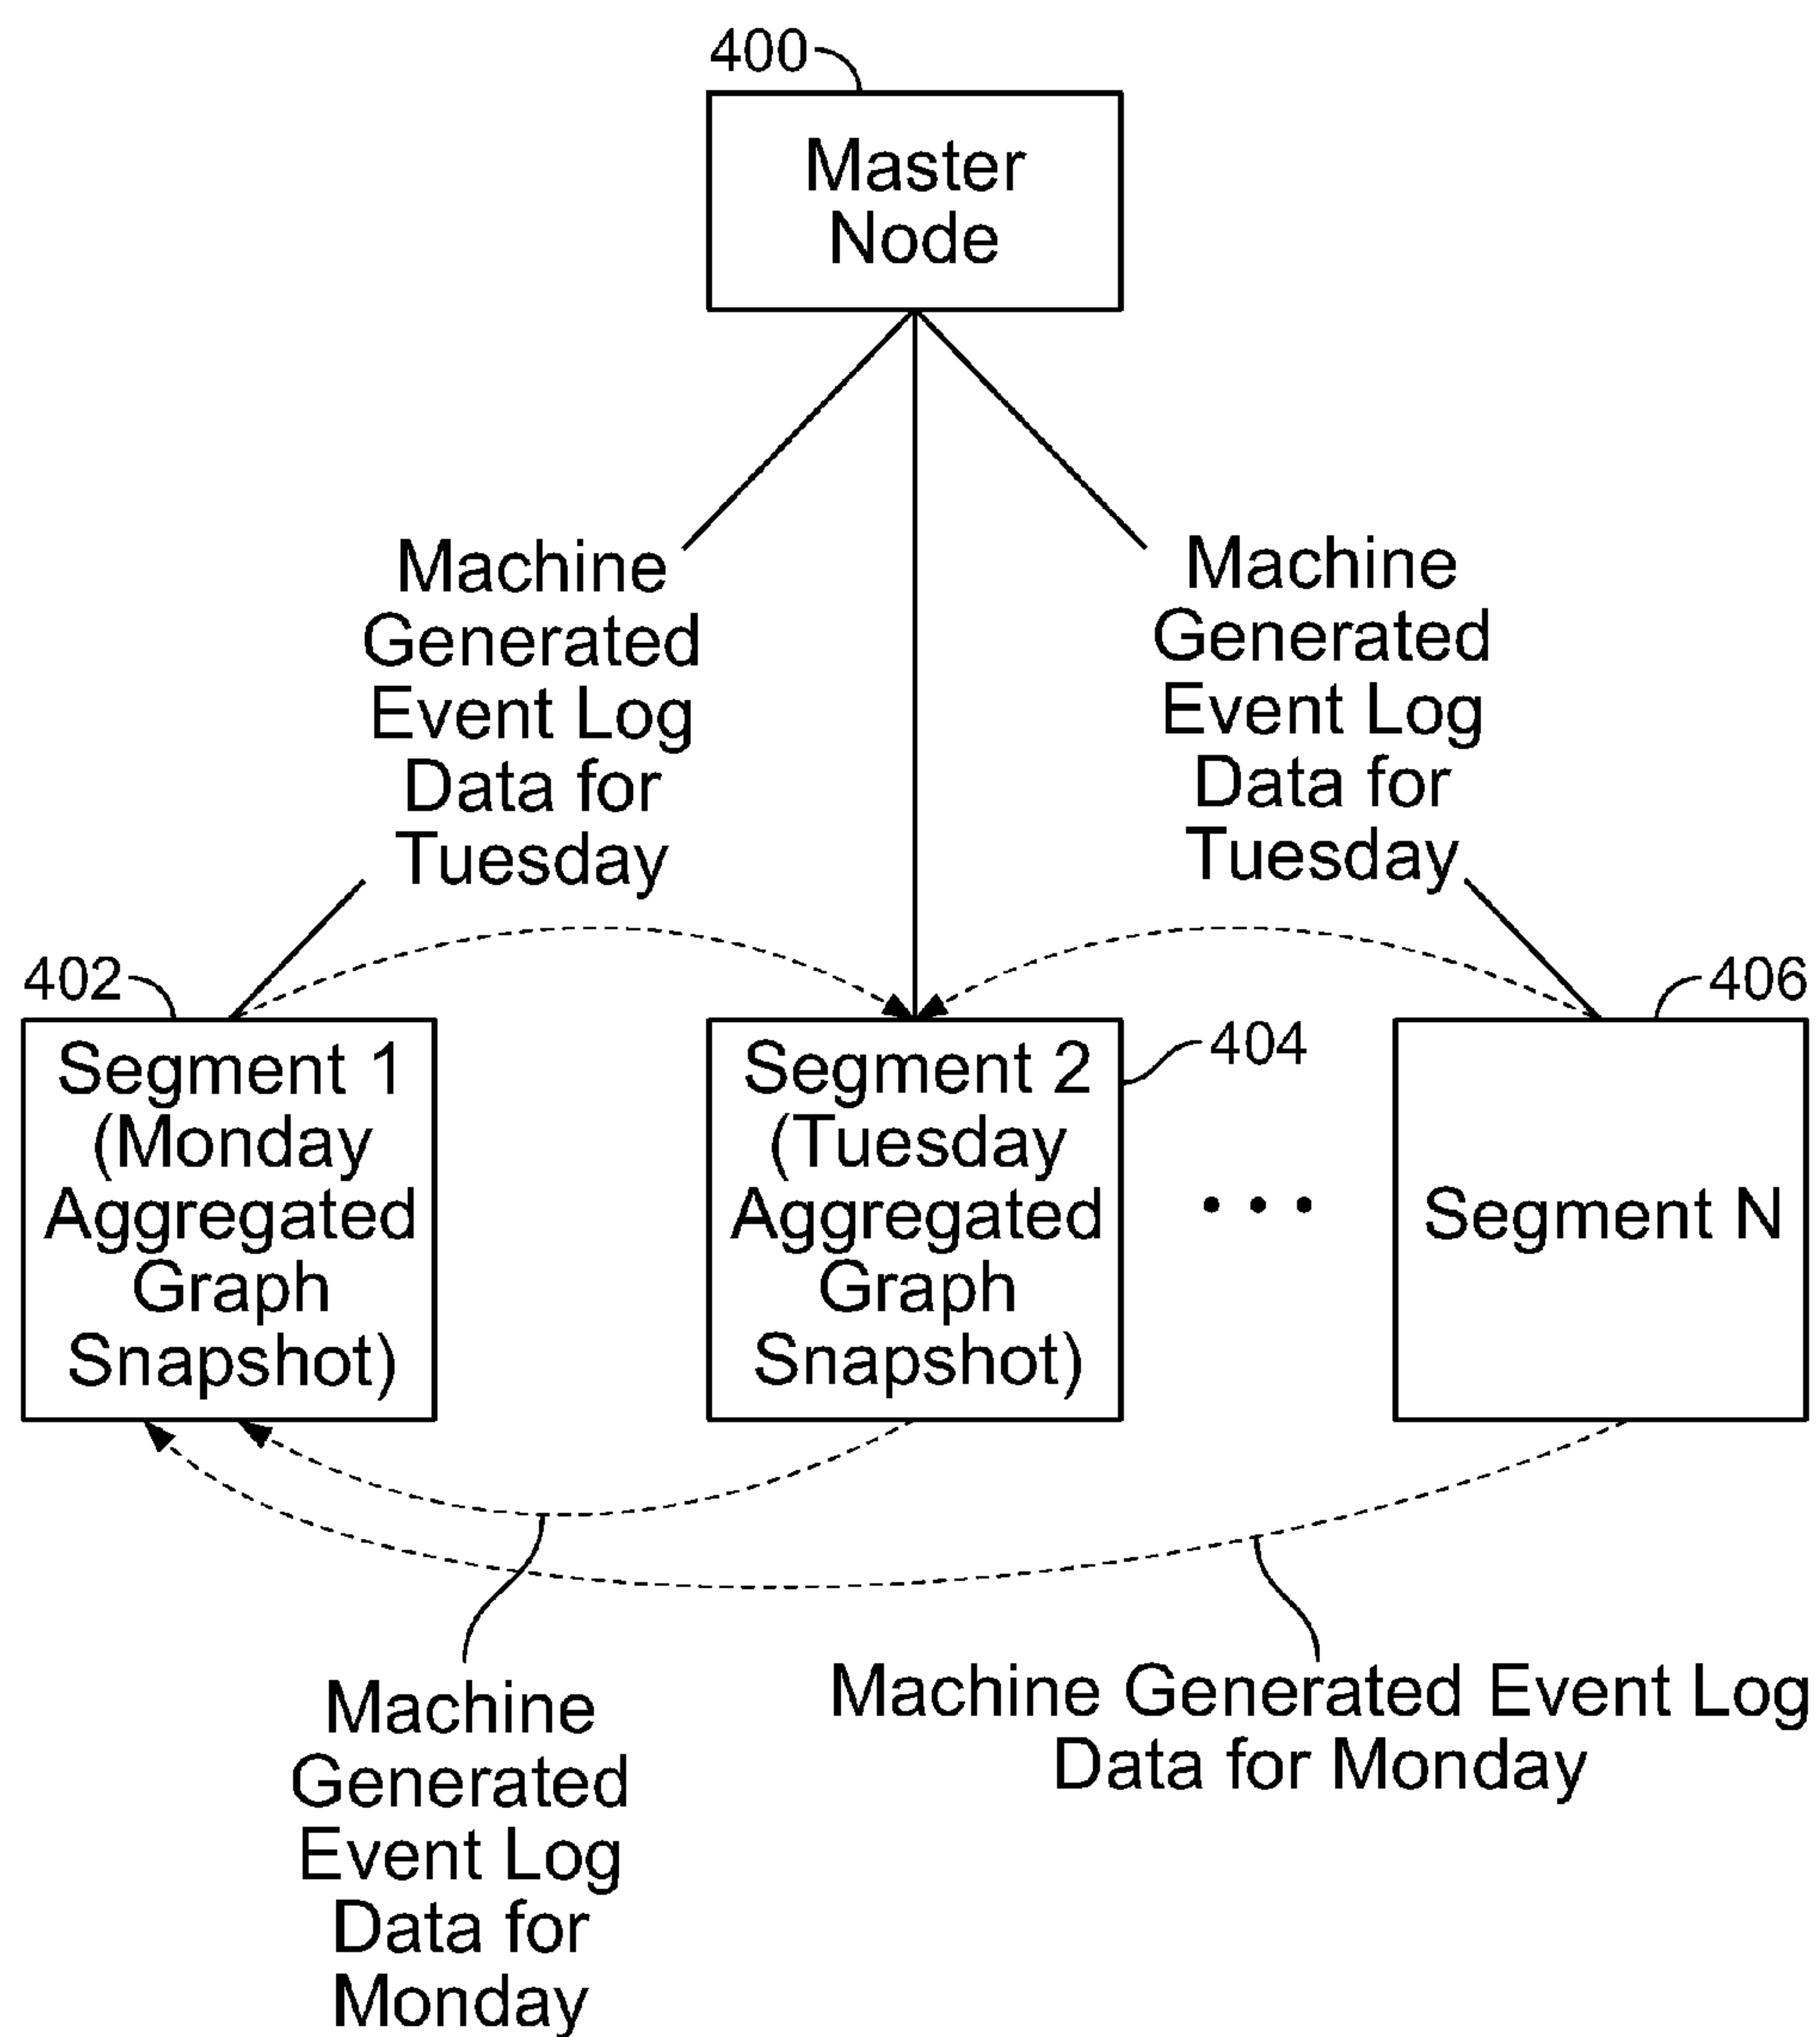 400
Master
Node
Machine
Generated
Event Log
Data for
Tuesday
Machine
Generated
Event Log
Data for
Tuesday
402
Segment 1
(Monday
Aggregated
Graph
Snapshot)
Segment 2
(Tuesday
Aggregated
Graph
Snapshot)
404
406
Segment N
Machine
Generated
Event Log
Data for
Monday
Machine Generated Event Log
Data for Monday